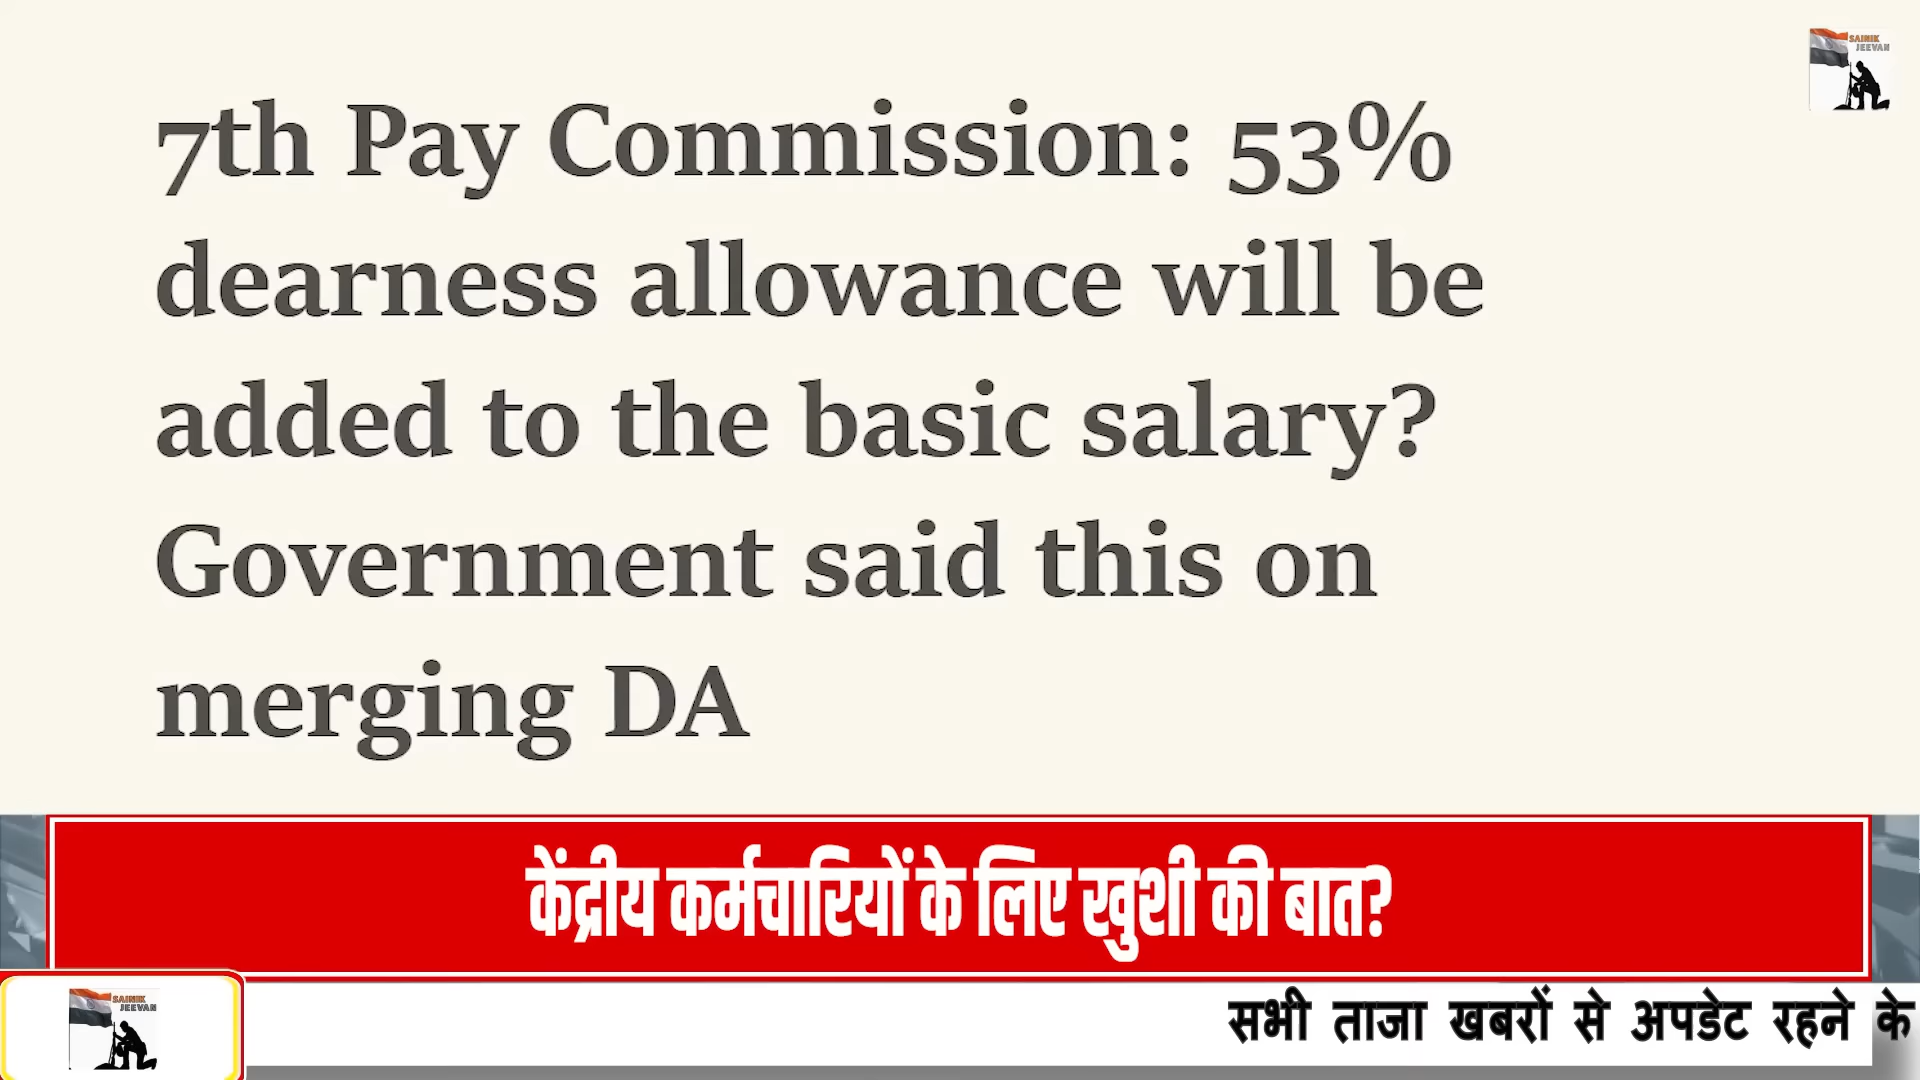 SAINIK
JEEVAN
7th Pay Commission: 53%
dearness allowance will be
added to the basic salary?
Government said this on
merging DA
केंद्रीय कर्मचारियों के लिए खुशी की बात?
SAINIK
JEEVAN
सभी ताजा खबरों से अपडेट रहने के